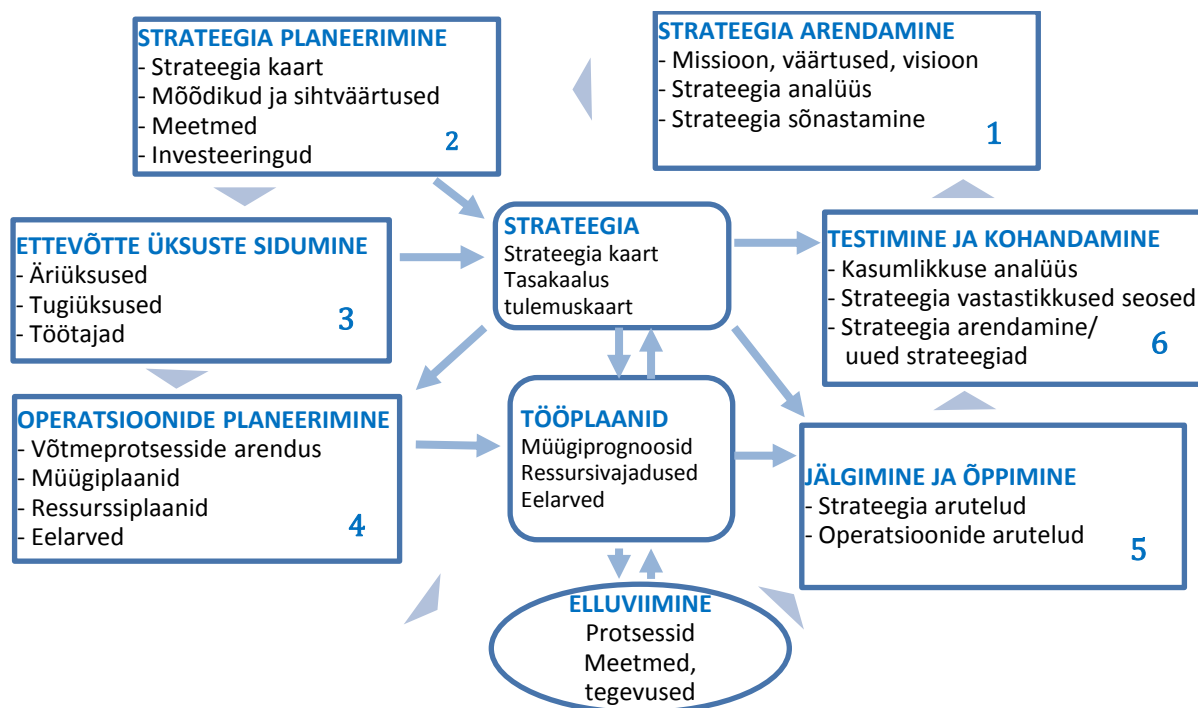 STRATEEGIA PLANEERIMINE
- Strateegia kaart
- Mõõdikud ja sihtväärtused
- Meetmed
- Investeeringud
2
STRATEEGIA ARENDAMINE
- Missioon, väärtused, visioon
- Strateegia analüüs
- Strateegia sõnastamine
1
ETTEVÕTTE ÜKSUSTE SIDUMINE
- Äriüksused
- Tugiüksused
- Töötajad
3
STRATEEGIA
Strateegia kaart
Tasakaalus
tulemuskaart
TESTIMINE JA KOHANDAMINE
- Kasumlikkuse analüüs
- Strateegia vastastikkused seosed
- Strateegia arendamine/
uued strateegiad
6
OPERATSIOONIDE PLANEERIMINE
- Võtmeprotsesside arendus
- Müügiplaanid
- Ressurssiplaanid
- Eelarved
4
TÖÖPLAANID
Müügiprognoosid
Ressursivajadused
Eelarved
JÄLGIMINE JA ÕPPIMINE
- Strateegia arutelud
- Operatsioonide arutelud
5
ELLUVIIMINE
Protsessid
Meetmed,
tegevused